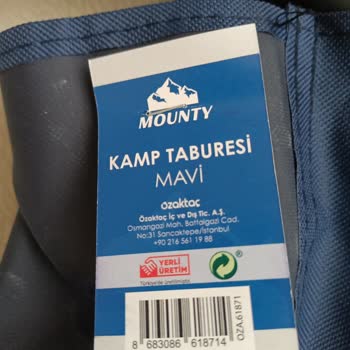 MOUNTY
KAMP TABURESİ
MAVİ
özaktaç
Özaktaç İç ve Dış Tic. A.Ş.
Osmangazi Mah. Battalgazi Cad.
No:31 Sancaktepe/İstanbul
+90 216 561 19 88
YERLİ
ÜRETİM
Türkiye'de üretilmiştir.
OZA.61871
8 683086 618714